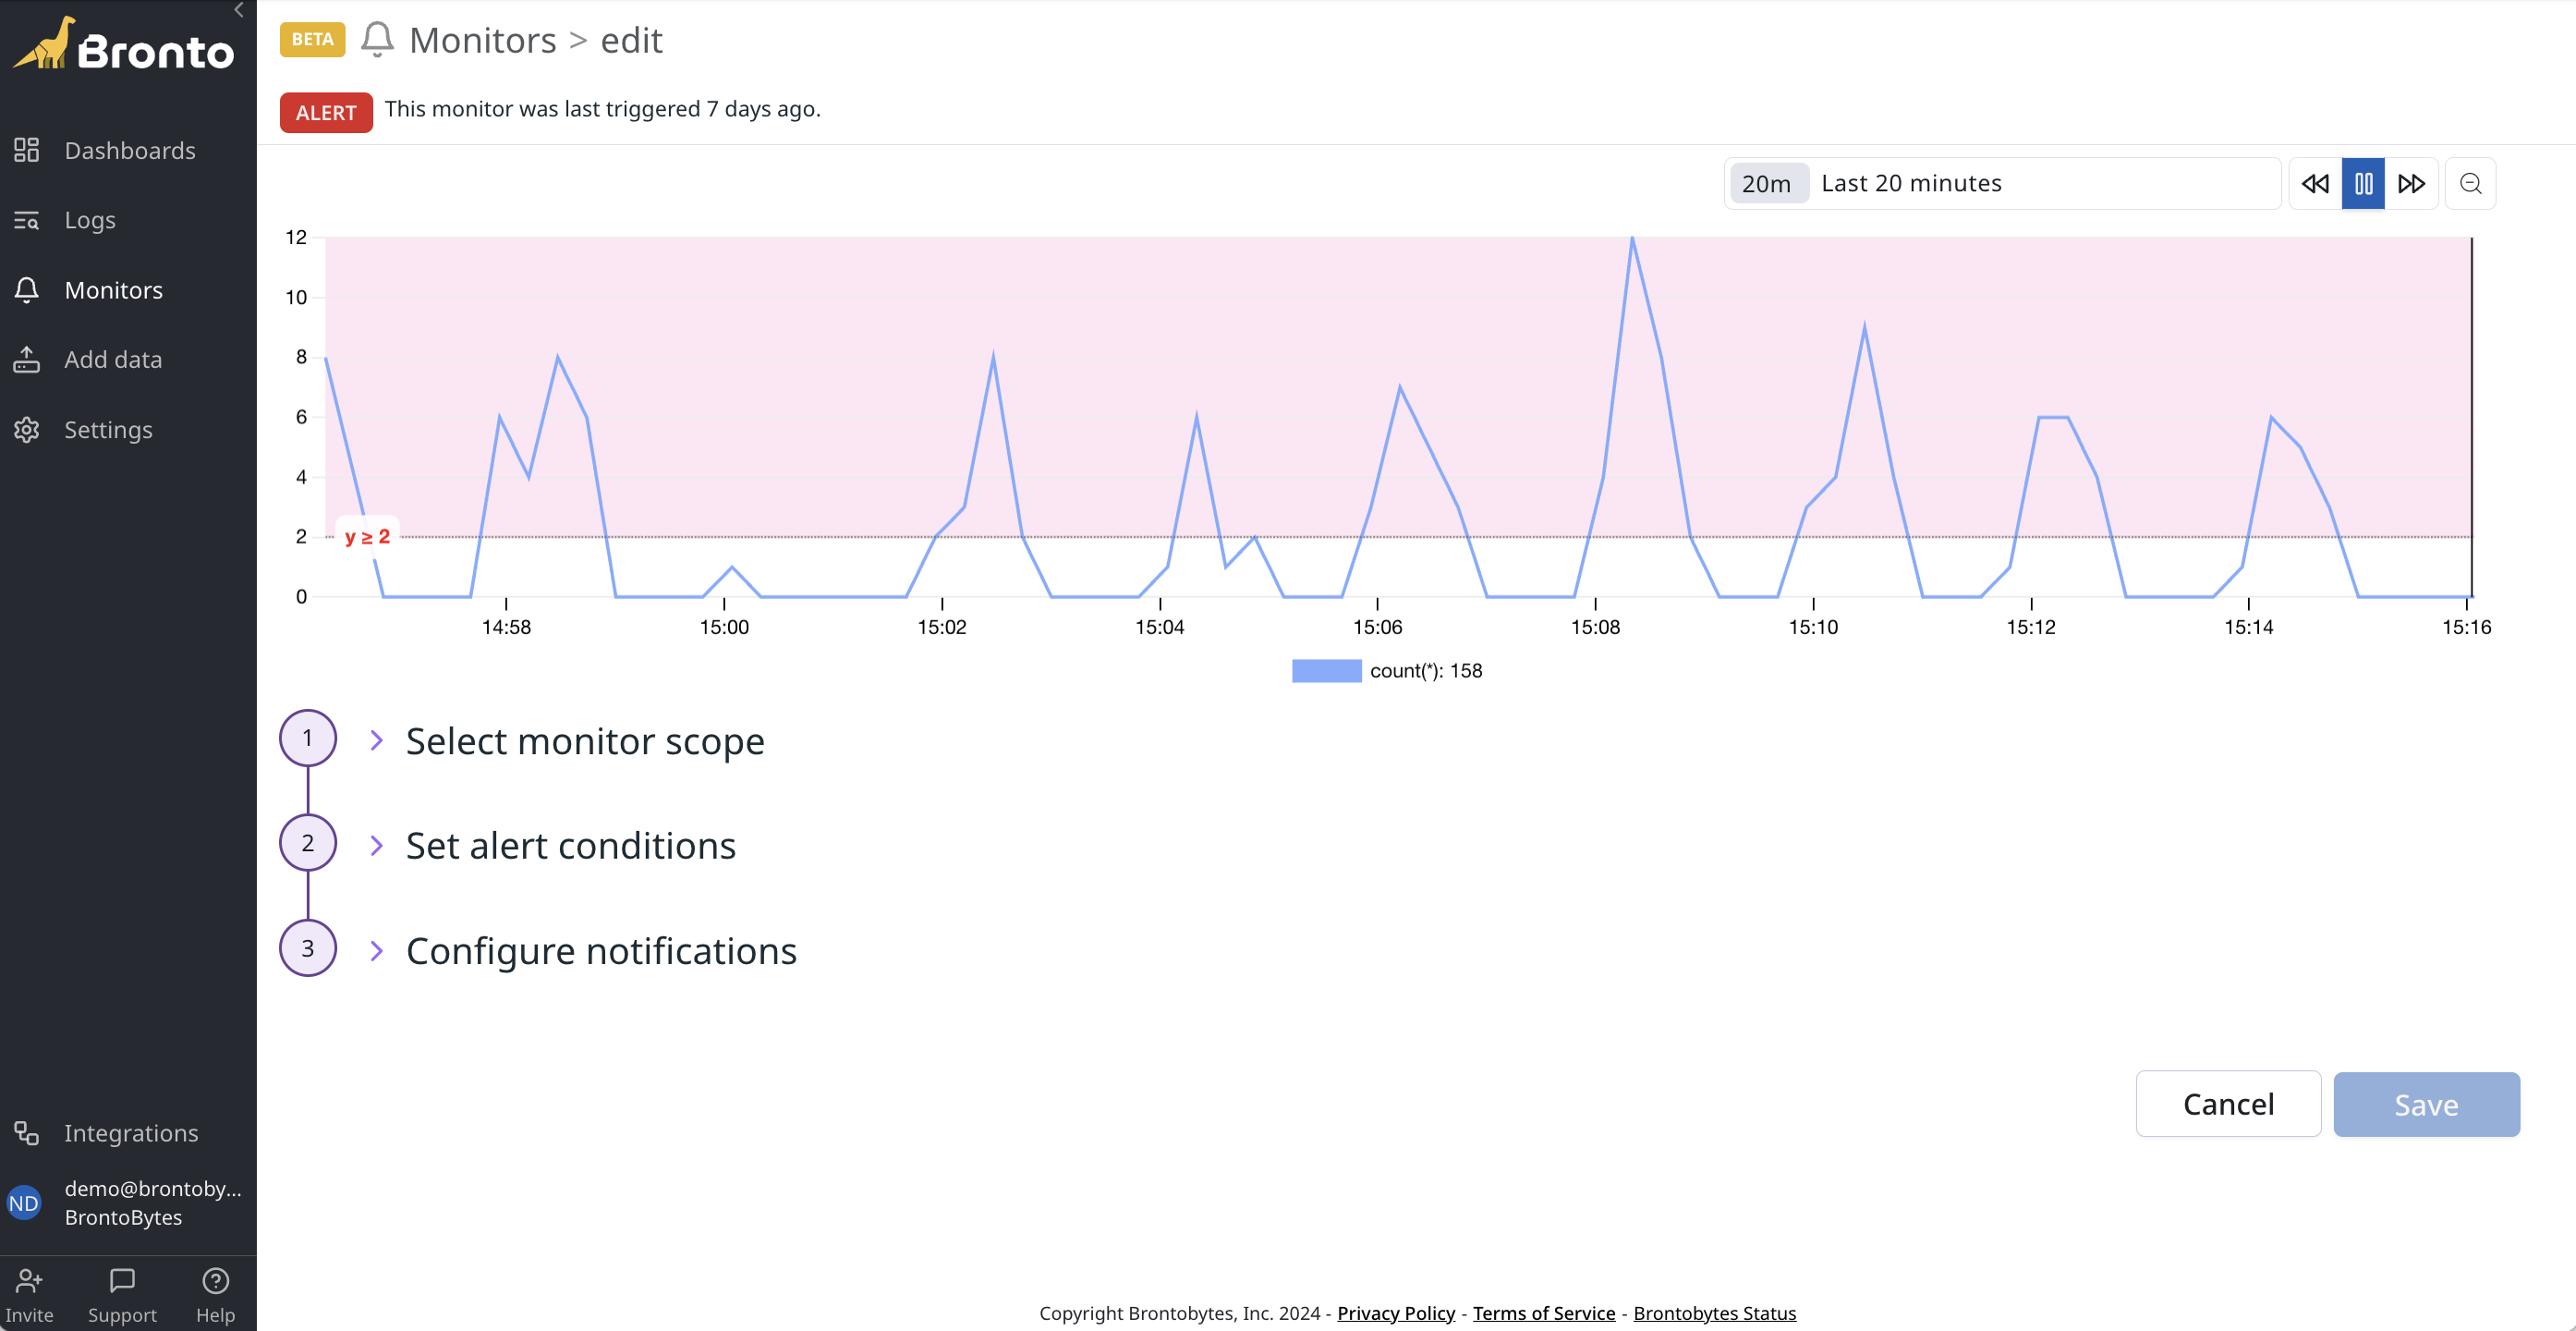 Bronto
Dashboards
Logs
Monitors
Add data
Settings
Integrations
ND
demo@brontoby...
BrontoBytes
Invite Support Help
BETA Monitors > edit
ALERT This monitor was last triggered 7 days ago.
20m Last 20 minutes
12
10
8
6
4
2
0
y ≥ 2
14:58 15:00 15:02 15:04 15:06 15:08 15:10 15:12 15:14 15:16
count(*): 158
1 Select monitor scope
2 Set alert conditions
3 Configure notifications
Cancel Save
Copyright Brontobytes, Inc. 2024 - Privacy Policy - Terms of Service - Brontobytes Status